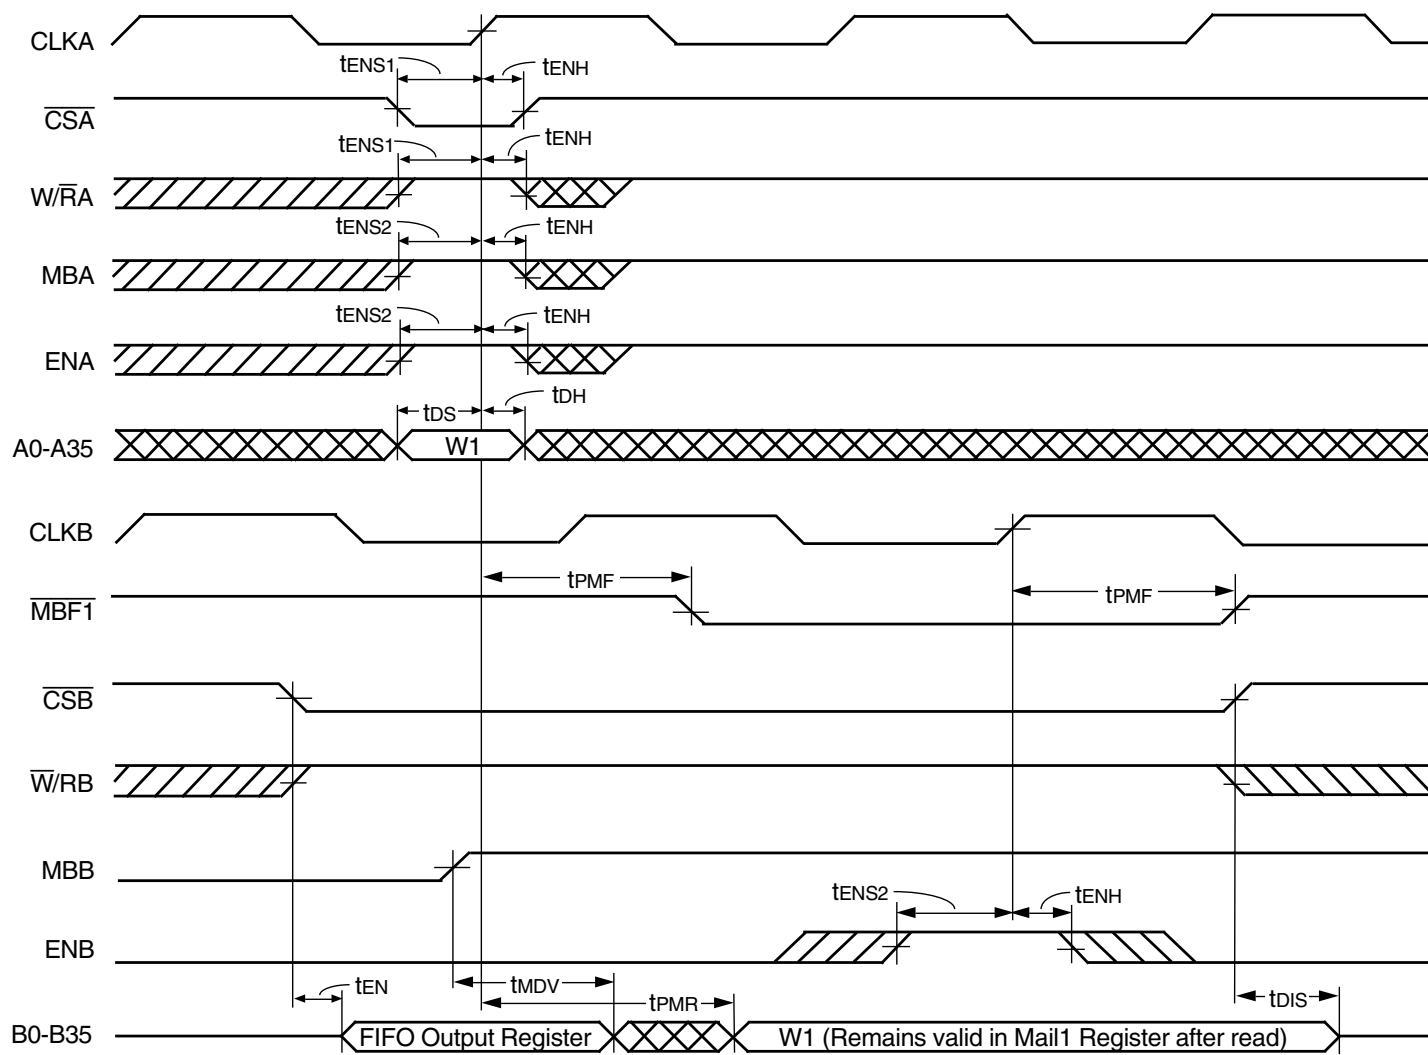 CLKA
tENS1 tENH
CSA
tENS1 tENH
W/RA
tENS2 tENH
MBA
tENS2 tENH
ENA
tDS tDH
A0-A35 W1
CLKB
tPMF tPMF
MBF1
CSB
W/RB
MBB
tENS2 tENH
ENB
tEN tMDV tPMR tDIS
B0-B35 FIFO Output Register W1 (Remains valid in Mail1 Register after read)